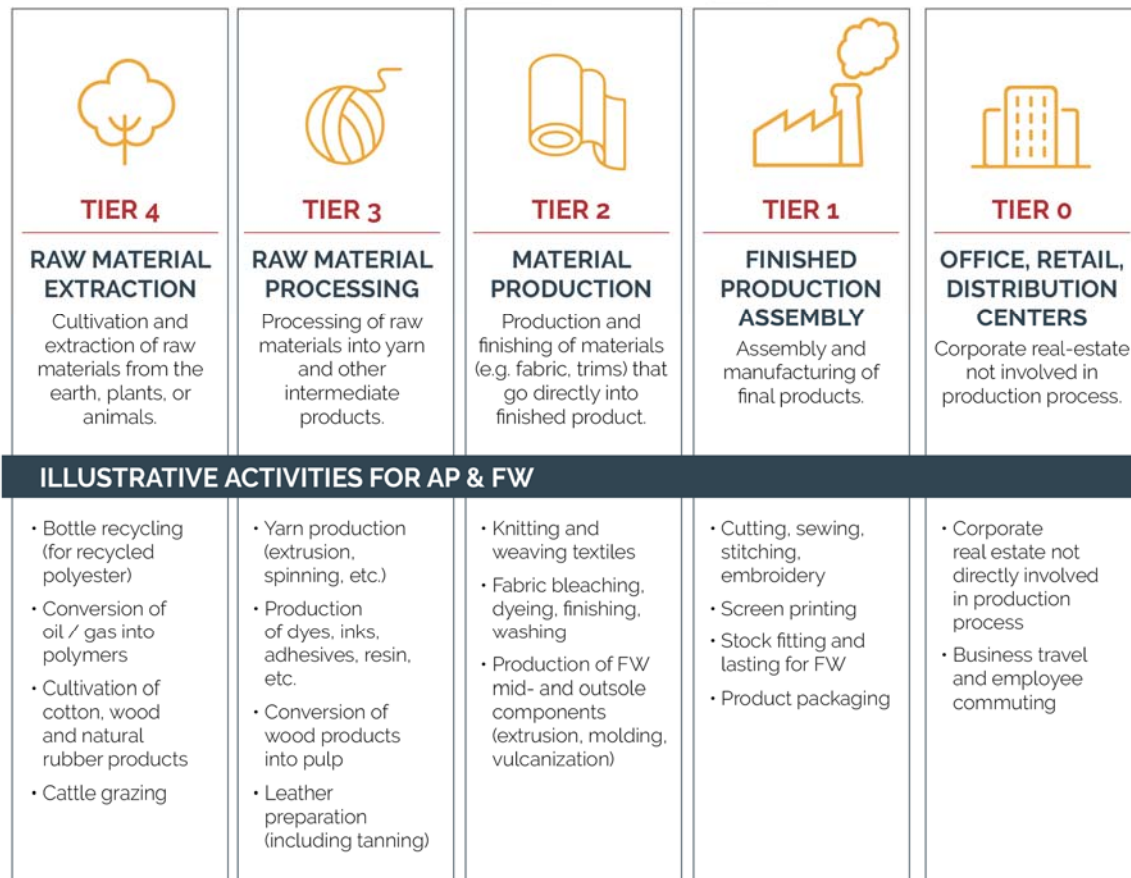 TIER 4
RAW MATERIAL
EXTRACTION
Cultivation and
extraction of raw
materials from the
earth, plants, or
animals.
TIER 3
RAW MATERIAL
PROCESSING
Processing of raw
materials into yarn
and other
intermediate
products.
TIER 2
MATERIAL
PRODUCTION
Production and
finishing of materials
(e.g. fabric, trims) that
go directly into
finished product.
TIER 1
FINISHED
PRODUCTION
ASSEMBLY
Assembly and
manufacturing of
final products.
TIER 0
OFFICE, RETAIL,
DISTRIBUTION
CENTERS
Corporate real-estate
not involved in
production process.
ILLUSTRATIVE ACTIVITIES FOR AP & FW
• Bottle recycling
(for recycled
polyester)
• Conversion of
oil / gas into
polymers
• Cultivation of
cotton, wood
and natural
rubber products
• Cattle grazing
• Yarn production
(extrusion,
spinning, etc.)
• Production
of dyes, inks,
adhesives, resin,
etc.
• Conversion of
wood products
into pulp
• Leather
preparation
(including tanning)
• Knitting and
weaving textiles
• Fabric bleaching,
dyeing, finishing,
washing
• Production of FW
mid- and outsole
components
(extrusion, molding,
vulcanization)
• Cutting, sewing,
stitching,
embroidery
• Screen printing
• Stock fitting and
lasting for FW
• Product packaging
• Corporate
real estate not
directly involved
in production
process
• Business travel
and employee
commuting